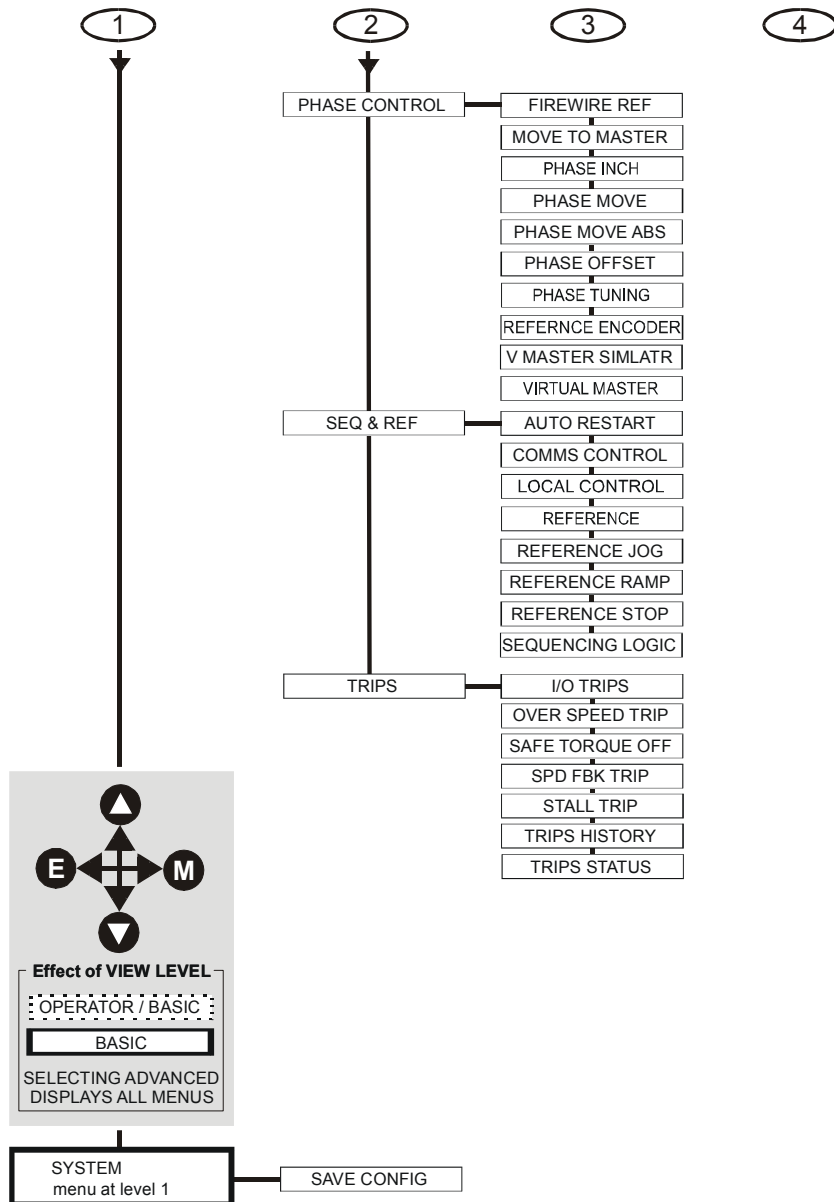 1
2
3
4
PHASE CONTROL
FIREWIRE REF
MOVE TO MASTER
PHASE INCH
PHASE MOVE
PHASE MOVE ABS
PHASE OFFSET
PHASE TUNING
REFERNCE ENCODER
V MASTER SIMLATR
VIRTUAL MASTER
SEQ & REF
AUTO RESTART
COMMS CONTROL
LOCAL CONTROL
REFERENCE
REFERENCE JOG
REFERENCE RAMP
REFERENCE STOP
SEQUENCING LOGIC
TRIPS
I/O TRIPS
OVER SPEED TRIP
SAFE TORQUE OFF
SPD FBK TRIP
STALL TRIP
TRIPS HISTORY
TRIPS STATUS
E
M
Effect of VIEW LEVEL
OPERATOR / BASIC
BASIC
SELECTING ADVANCED
DISPLAYS ALL MENUS
SYSTEM
menu at level 1
SAVE CONFIG